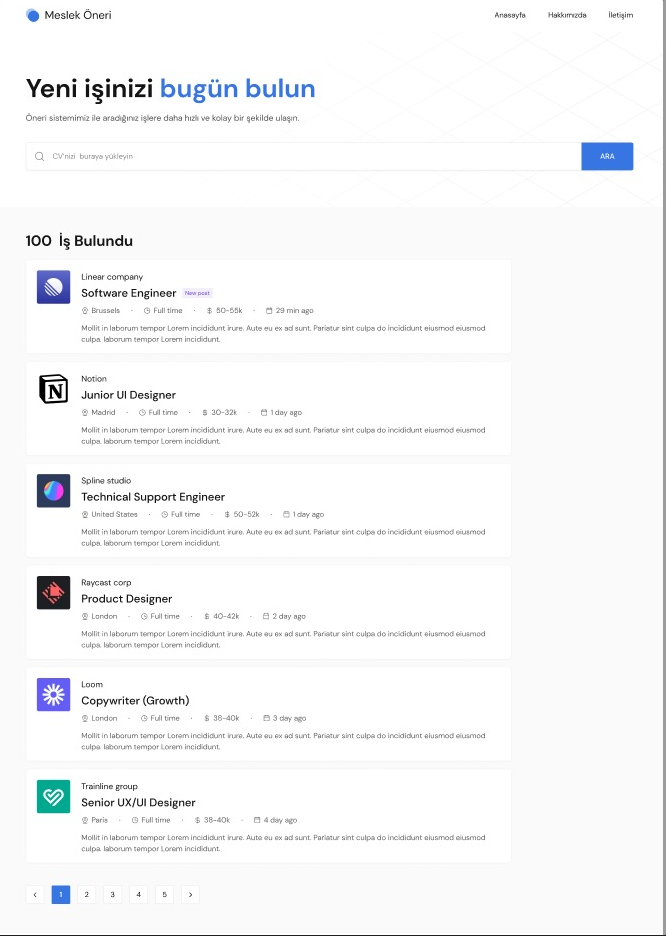 Meslek Öneri
Anasayfa Hakkımızda İletişim
Yeni işinizi bugün bulun
Öneri sistemimiz ile aradığınız işlere daha hızlı ve kolay bir şekilde ulaşın.
CV'nizi buraya yükleyin ARA
100 İş Bulundu
Linear company
Software Engineer New post
Brussels · Full time · $ 50-55k · 29 min ago
Mollit in laborum tempor Lorem incididunt irure. Aute eu ex ad sunt. Pariatur sint culpa do incididunt eiusmod eiusmod
culpa. laborum tempor Lorem incididunt.
N
Notion
Junior UI Designer
Madrid · Full time · $ 30-32k · 1 day ago
Mollit in laborum tempor Lorem incididunt irure. Aute eu ex ad sunt. Pariatur sint culpa do incididunt eiusmod eiusmod
culpa. laborum tempor Lorem incididunt.
Spline studio
Technical Support Engineer
United States · Full time · $ 50-52k · 1 day ago
Mollit in laborum tempor Lorem incididunt irure. Aute eu ex ad sunt. Pariatur sint culpa do incididunt eiusmod eiusmod
culpa. laborum tempor Lorem incididunt.
Raycast corp
Product Designer
London · Full time · $ 40-42k · 2 day ago
Mollit in laborum tempor Lorem incididunt irure. Aute eu ex ad sunt. Pariatur sint culpa do incididunt eiusmod eiusmod
culpa. laborum tempor Lorem incididunt.
Loom
Copywriter (Growth)
London · Full time · $ 38-40k · 3 day ago
Mollit in laborum tempor Lorem incididunt irure. Aute eu ex ad sunt. Pariatur sint culpa do incididunt eiusmod eiusmod
culpa. laborum tempor Lorem incididunt.
Trainline group
Senior UX/UI Designer
Paris · Full time · $ 38-40k · 4 day ago
Mollit in laborum tempor Lorem incididunt irure. Aute eu ex ad sunt. Pariatur sint culpa do incididunt eiusmod eiusmod
culpa. laborum tempor Lorem incididunt.
‹ 1 2 3 4 5 ›